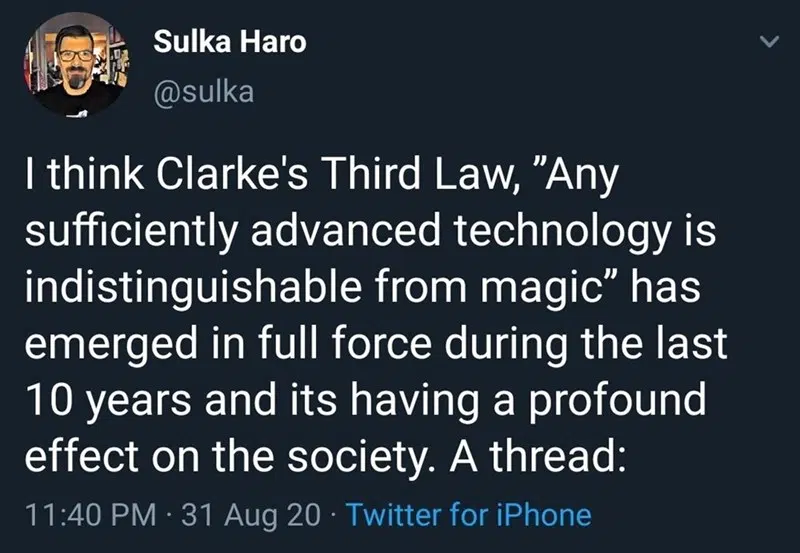 Sulka Haro
@sulka
I think Clarke's Third Law, ”Any
sufficiently advanced technology is
indistinguishable from magic” has
emerged in full force during the last
10 years and its having a profound
effect on the society. A thread:
11:40 PM · 31 Aug 20 · Twitter for iPhone